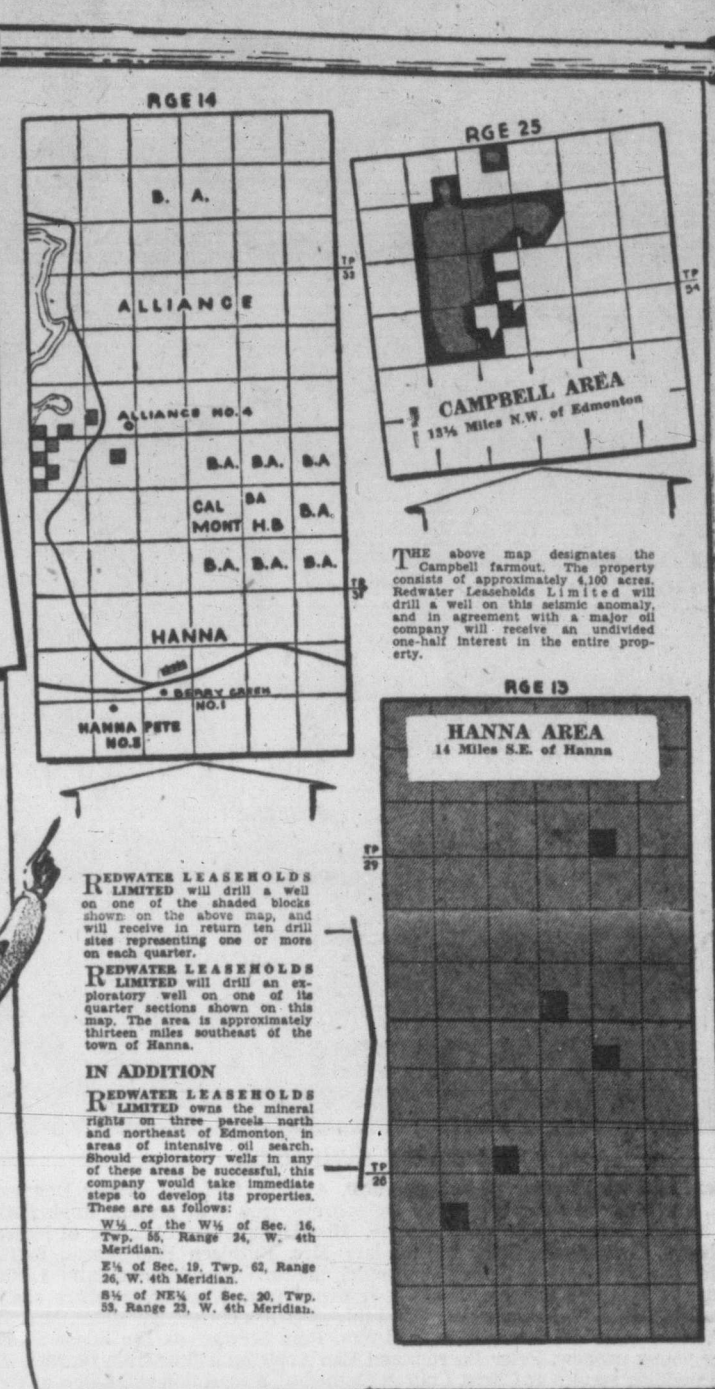 RGE 14
B. A.
TP
33
ALLIANCE
ALLIANCE NO. 4
B.A. B.A. B.A
CAL BA B.A.
MONT H.B
B.A. B.A. B.A.
TP
HANNA
BERRY CREEK
NO.1
HANNA PETE
NO.3
RGE 25
TP
54
CAMPBELL AREA
13½ Miles N.W. of Edmonton
THE above map designates the
Campbell farmout. The property
consists of approximately 4,100 acres.
Redwater Leaseholds Limited will
drill a well on this seismic anomaly,
and in agreement with a major oil
company will receive an undivided
one-half interest in the entire prop-
erty.
RGE 13
HANNA AREA
14 Miles S.E. of Hanna
TP
29
TP
28
REDWATER LEASEHOLDS
LIMITED will drill a well
on one of the shaded blocks
shown on the above map, and
will receive in return ten drill
sites representing one or more
on each quarter.
REDWATER LEASEHOLDS
LIMITED will drill an ex-
ploratory well on one of its
quarter sections shown on this
map. The area is approximately
thirteen miles southeast of the
town of Hanna.
IN ADDITION
REDWATER LEASEHOLDS
LIMITED owns the mineral
rights on three parcels north
and northeast of Edmonton, in
areas of intensive oil search.
Should exploratory wells in any
of these areas be successful, this
company would take immediate
steps to develop its properties.
These are as follows:
W½ of the W½ of Sec. 16,
Twp. 55, Range 24, W. 4th
Meridian.
E½ of Sec. 19, Twp. 62, Range
26, W. 4th Meridian.
S½ of NE¼ of Sec. 20, Twp.
53, Range 23, W. 4th Meridian.